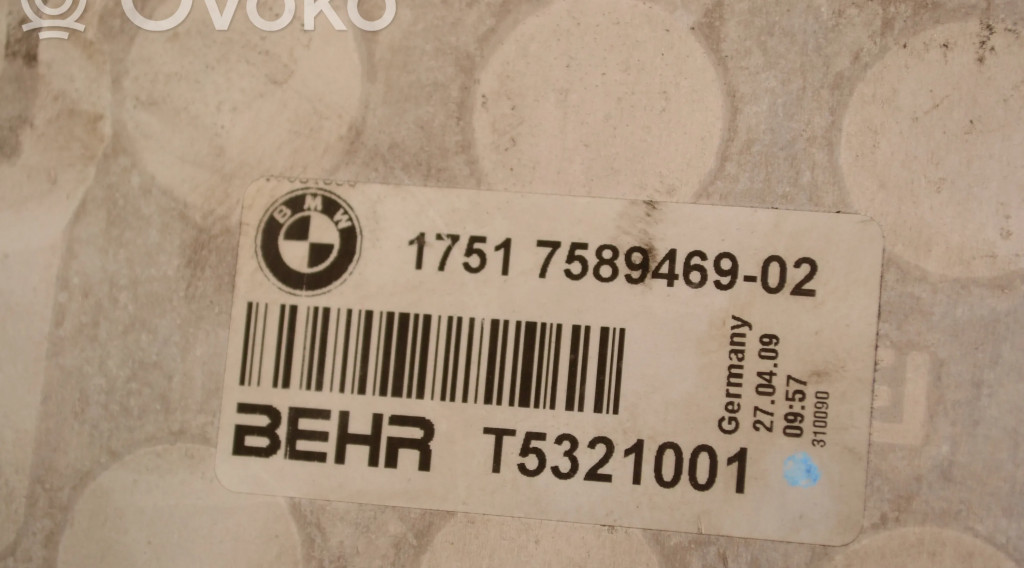 Ovoko
BMW
1751 7589469-02
Germany
27.04.09
09:57
310090
BEHR T5321001